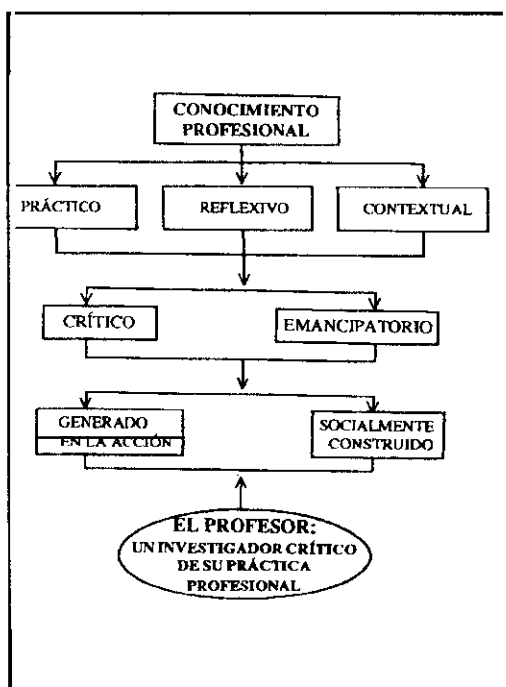 CONOCIMIENTO
PROFESIONAL
PRÁCTICO
REFLEXIVO
CONTEXTUAL
CRÍTICO
EMANCIPATORIO
GENERADO
EN LA ACCIÓN
SOCIALMENTE
CONSTRUIDO
EL PROFESOR:
UN INVESTIGADOR CRÍTICO
DE SU PRÁCTICA
PROFESIONAL